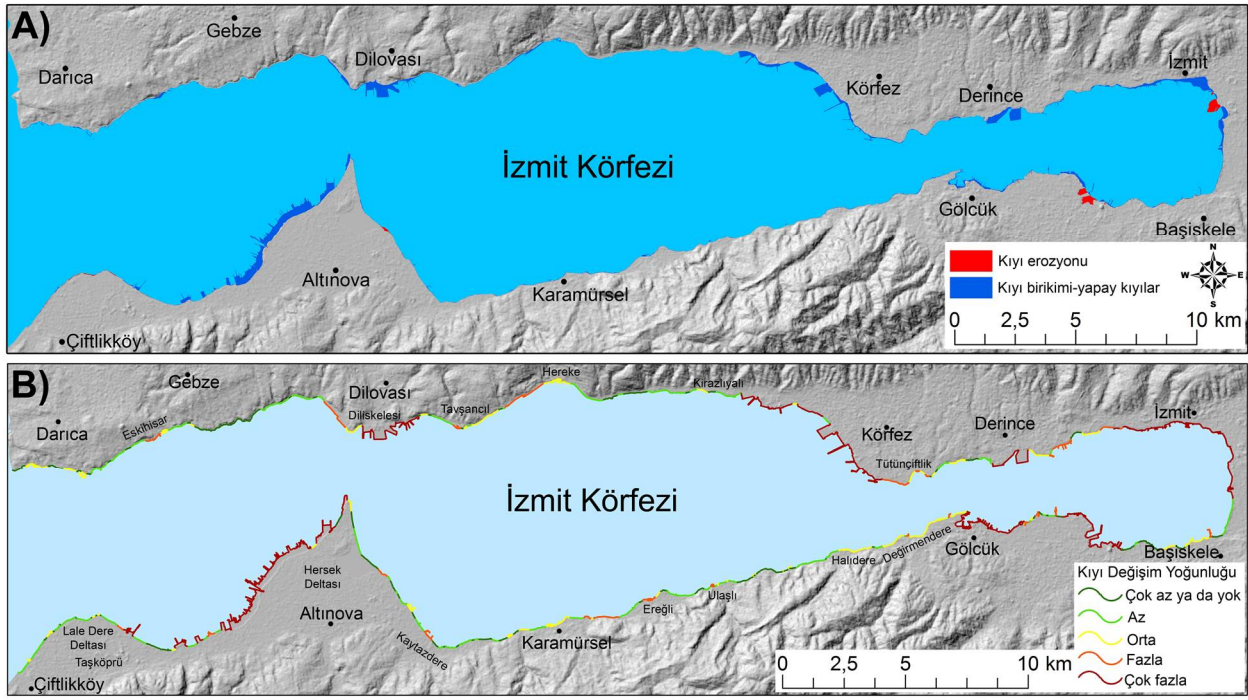 A)
Gebze
Dilovası
Darıca
Körfez
Derince
İzmit
İzmit Körfezi
Gölcük
Başiskele
Altınova
Karamürsel
Çiftlikköy
Kıyı erozyonu
Kıyı birikimi-yapay kıyılar
N
W E
S
0 2,5 5 10 km
B)
Gebze
Dilovası
Hereke
Kirazlıyalı
Diliskelesi
Tavşancıl
Darıca
Eskihisar
Körfez
Derince
İzmit
Tütünçiftlik
İzmit Körfezi
Gölcük
Başiskele
Değirmendere
Halıdere
Ulaşlı
Ereğli
Karamürsel
Kaytazdere
Hersek
Deltası
Altınova
Lale Dere
Deltası
Taşköprü
Çiftlikköy
Kıyı Değişim Yoğunluğu
Çok az ya da yok
Az
Orta
Fazla
Çok fazla
0 2,5 5 10 km